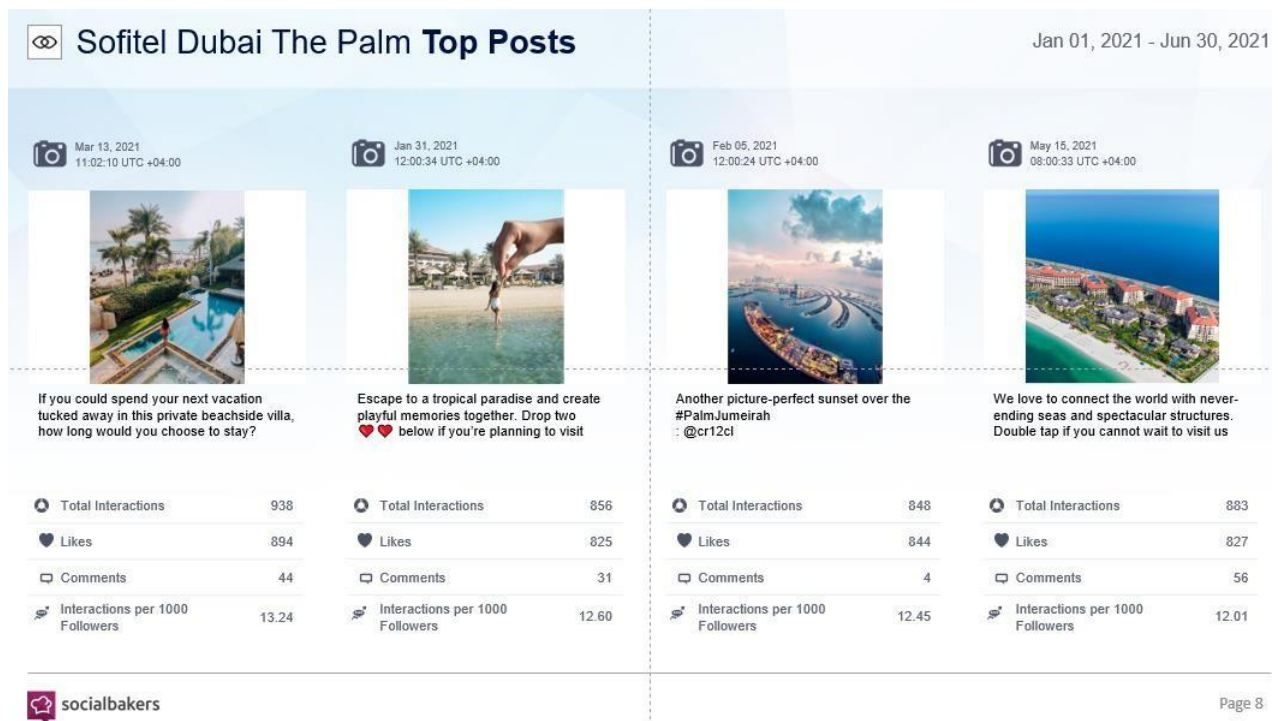 Sofitel Dubai The Palm Top Posts
Jan 01, 2021 - Jun 30, 2021
Mar 13, 2021
11:02:10 UTC +04:00
If you could spend your next vacation
tucked away in this private beachside villa,
how long would you choose to stay?
Total Interactions 938
Likes 894
Comments 44
Interactions per 1000
Followers
13.24
Jan 31, 2021
12:00:34 UTC +04:00
Escape to a tropical paradise and create
playful memories together. Drop two
❤️❤️ below if you're planning to visit
Total Interactions 856
Likes 825
Comments 31
Interactions per 1000
Followers
12.60
Feb 05, 2021
12:00:24 UTC +04:00
Another picture-perfect sunset over the
#PalmJumeirah
: @cr12cl
Total Interactions 848
Likes 844
Comments 4
Interactions per 1000
Followers
12.45
May 15, 2021
08:00:33 UTC +04:00
We love to connect the world with never-
ending seas and spectacular structures.
Double tap if you cannot wait to visit us
Total Interactions 883
Likes 827
Comments 56
Interactions per 1000
Followers
12.01
socialbakers
Page 8